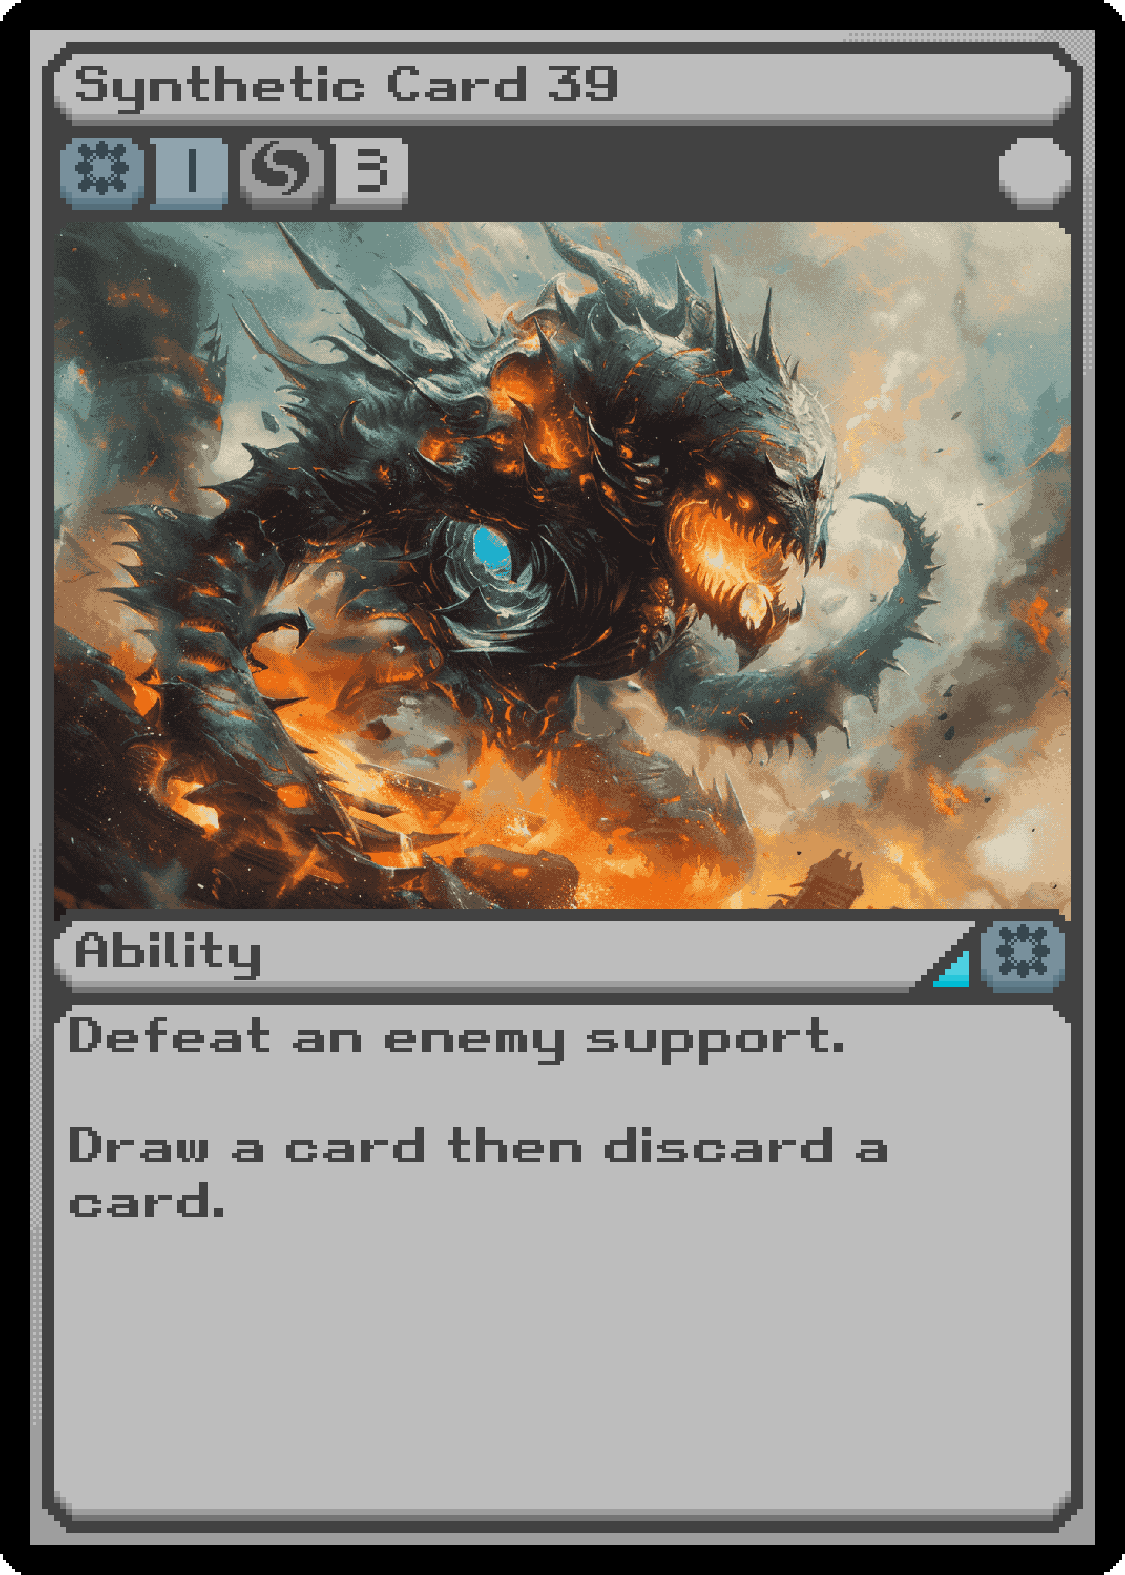 Synthetic Card 39
1 3
Ability
Defeat an enemy support.
Draw a card then discard a
card.